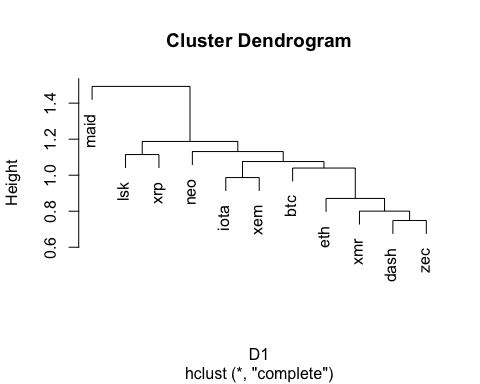 Cluster Dendrogram
Height
1.4
1.2
1.0
0.8
0.6
maid
lsk
xrp
neo
iota
xem
btc
eth
xmr
dash
zec
D1
hclust (*, "complete")